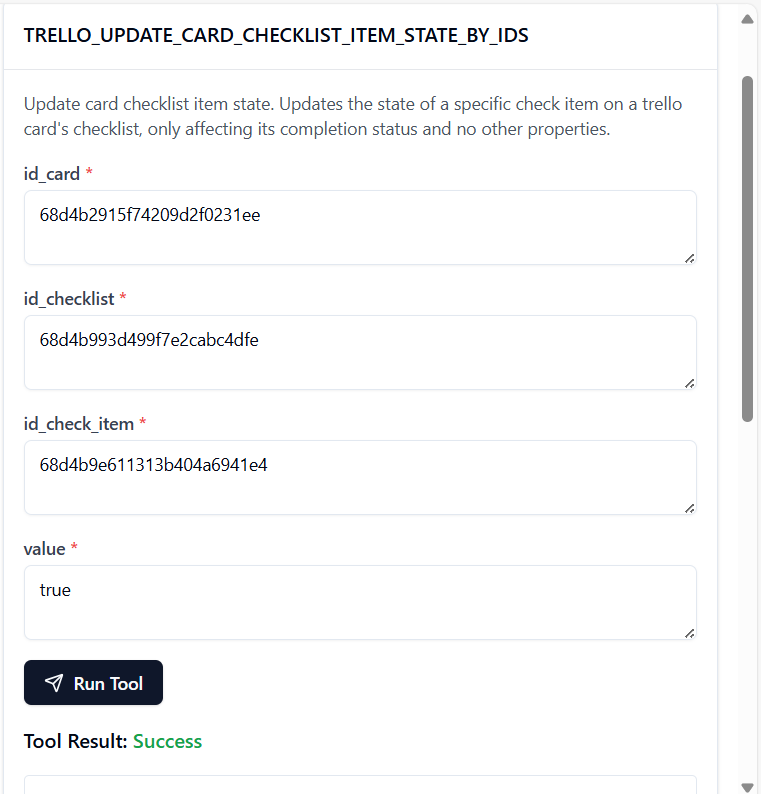 TRELLO_UPDATE_CARD_CHECKLIST_ITEM_STATE_BY_IDS
Update card checklist item state. Updates the state of a specific check item on a trello
card's checklist, only affecting its completion status and no other properties.
id_card *
68d4b2915f74209d2f0231ee
id_checklist *
68d4b993d499f7e2cabc4dfe
id_check_item *
68d4b9e611313b404a6941e4
value *
true
Run Tool
Tool Result: Success